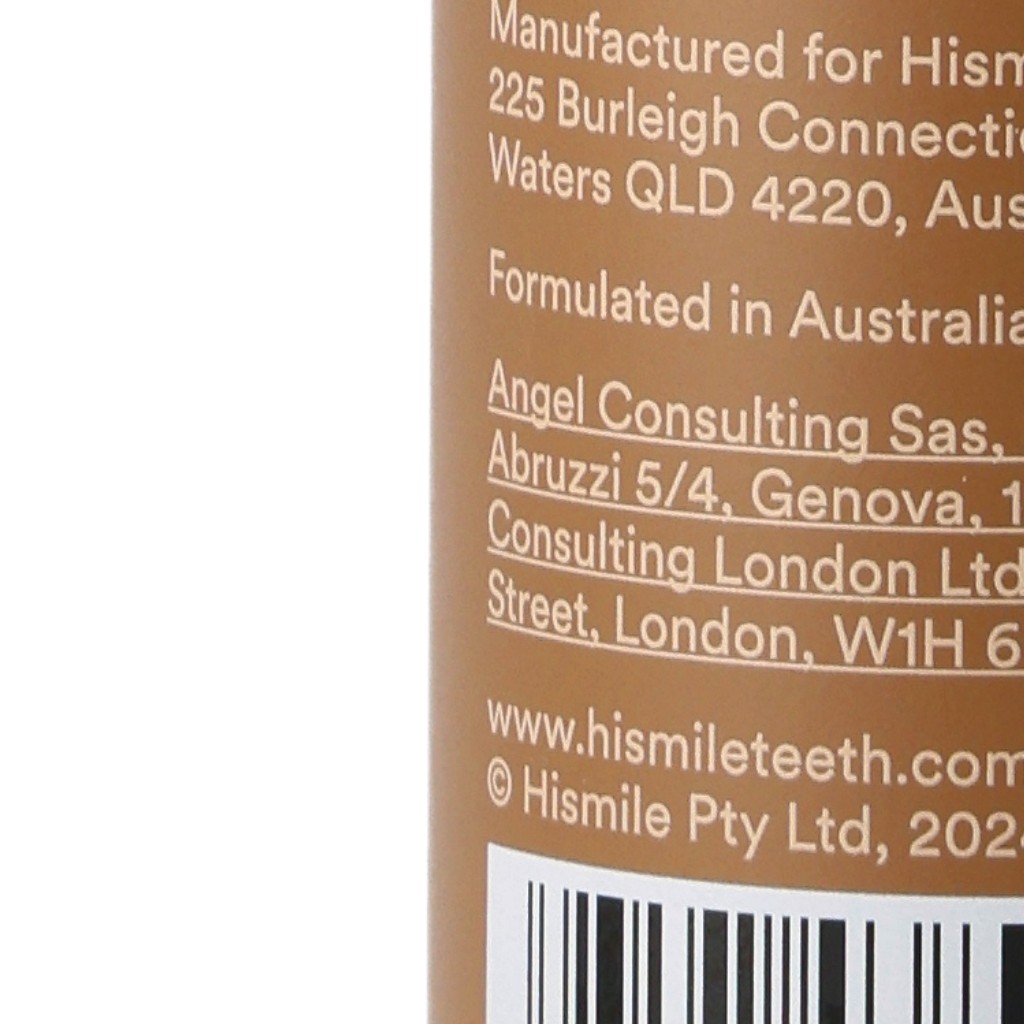 Manufactured for Hism
225 Burleigh Connecti
Waters QLD 4220, Aus
Formulated in Australia
Angel Consulting Sas,
Abruzzi 5/4, Genova, 1
Consulting London Ltd
Street, London, W1H 6
www.hismileteeth.com
© Hismile Pty Ltd, 202